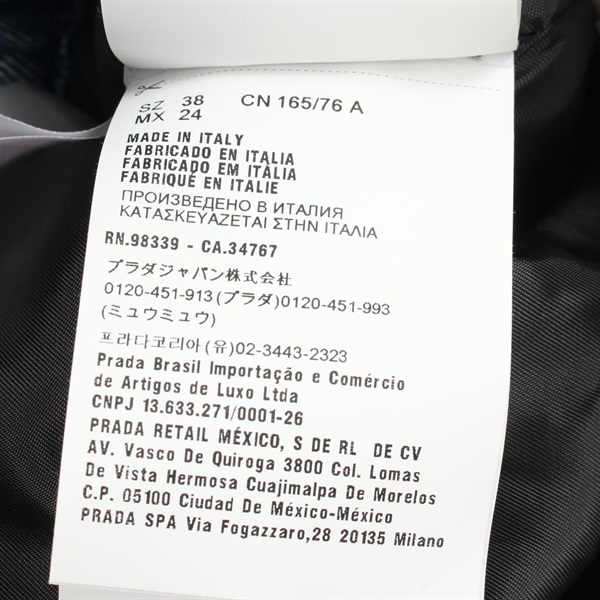 SZ 38 CN 165/76 A
MX 24
MADE IN ITALY
FABRICADO EN ITALIA
FABRICADO EM ITÁLIA
FABRIQUÉ EN ITALIE
ПРОИЗВЕДЕНО В ИТАЛИЯ
ΚΑΤΑΣΚΕΥΑΖΕΤΑΙ ΣΤΗΝ ΙΤΑΛΙΑ
RN.98339 - CA.34767
プラダジャパン株式会社
0120-451-913(プラダ)0120-451-993
(ミュウミュウ)
프라다코리아(유)02-3443-2323
Prada Brasil Importação e Comércio
de Artigos de Luxo Ltda
CNPJ 13.633.271/0001-26
PRADA RETAIL MÉXICO, S DE RL DE CV
AV. Vasco De Quiroga 3800 Col. Lomas
De Vista Hermosa Cuajimalpa De Morelos
C.P. 05100 Ciudad De México-México
PRADA SPA Via Fogazzaro,28 20135 Milano